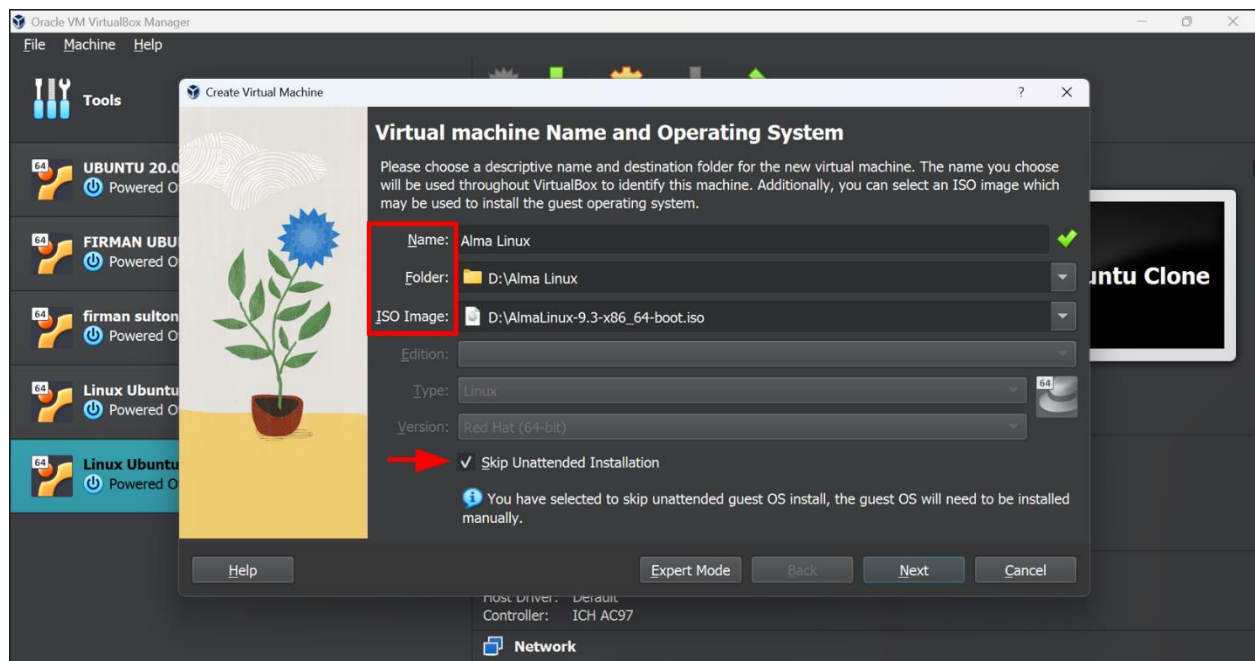 Oracle VM VirtualBox Manager
File Machine Help
Tools
64
UBUNTU 20.0
Powered O
64
FIRMAN UBU
Powered O
64
firman sulton
Powered O
64
Linux Ubuntu
Powered O
64
Linux Ubuntu
Powered O
Create Virtual Machine
?
Virtual machine Name and Operating System
Please choose a descriptive name and destination folder for the new virtual machine. The name you choose
will be used throughout VirtualBox to identify this machine. Additionally, you can select an ISO image which
may be used to install the guest operating system.
Name: Alma Linux
Folder: D:\Alma Linux
ISO Image: D:\AlmaLinux-9.3-x86_64-boot.iso
Edition:
Type: Linux
64
Version: Red Hat (64-bit)
Skip Unattended Installation
You have selected to skip unattended guest OS install, the guest OS will need to be installed
manually.
Help Expert Mode Back Next Cancel
untu Clone
Host Driver: Default
Controller: ICH AC97
Network